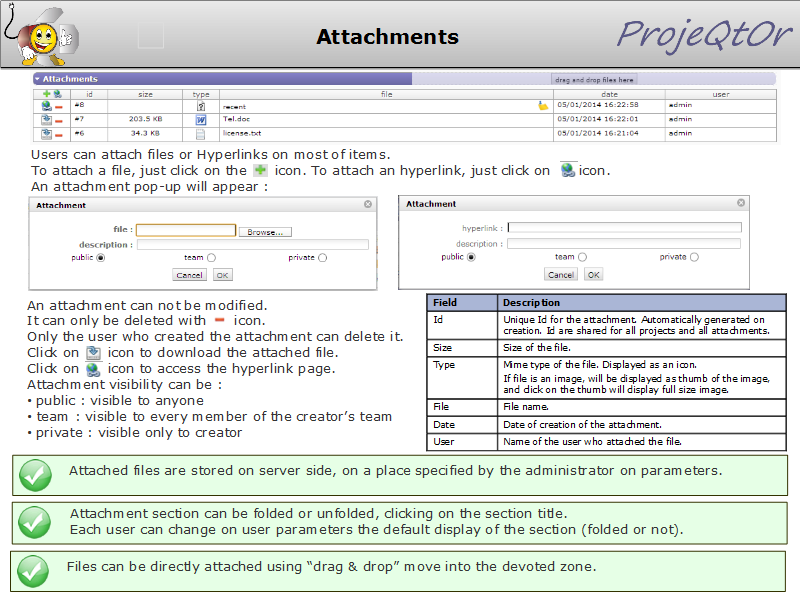 Attachments
ProjeQtOr
Attachments
drag and drop files here
id size type file date user
#8 recent 05/01/2014 16:22:58 admin
#7 203.5 KB Tel.doc 05/01/2014 16:22:01 admin
#6 34.3 KB license.txt 05/01/2014 16:21:04 admin
Users can attach files or Hyperlinks on most of items.
To attach a file, just click on the icon. To attach an hyperlink, just click on icon.
An attachment pop-up will appear :
Attachment
file : Browse...
description :
public team private
Cancel OK
Attachment
hyperlink :
description :
public team private
Cancel OK
An attachment can not be modified.
It can only be deleted with icon.
Only the user who created the attachment can delete it.
Click on icon to download the attached file.
Click on icon to access the hyperlink page.
Attachment visibility can be :
• public : visible to anyone
• team : visible to every member of the creator’s team
• private : visible only to creator
Field Description
Id Unique Id for the attachment. Automatically generated on
creation. Id are shared for all projects and all attachments.
Size Size of the file.
Type Mime type of the file. Displayed as an icon.
If file is an image, will be displayed as thumb of the image,
and click on the thumb will display full size image.
File File name.
Date Date of creation of the attachment.
User Name of the user who attached the file.
Attached files are stored on server side, on a place specified by the administrator on parameters.
Attachment section can be folded or unfolded, clicking on the section title.
Each user can change on user parameters the default display of the section (folded or not).
Files can be directly attached using “drag & drop” move into the devoted zone.